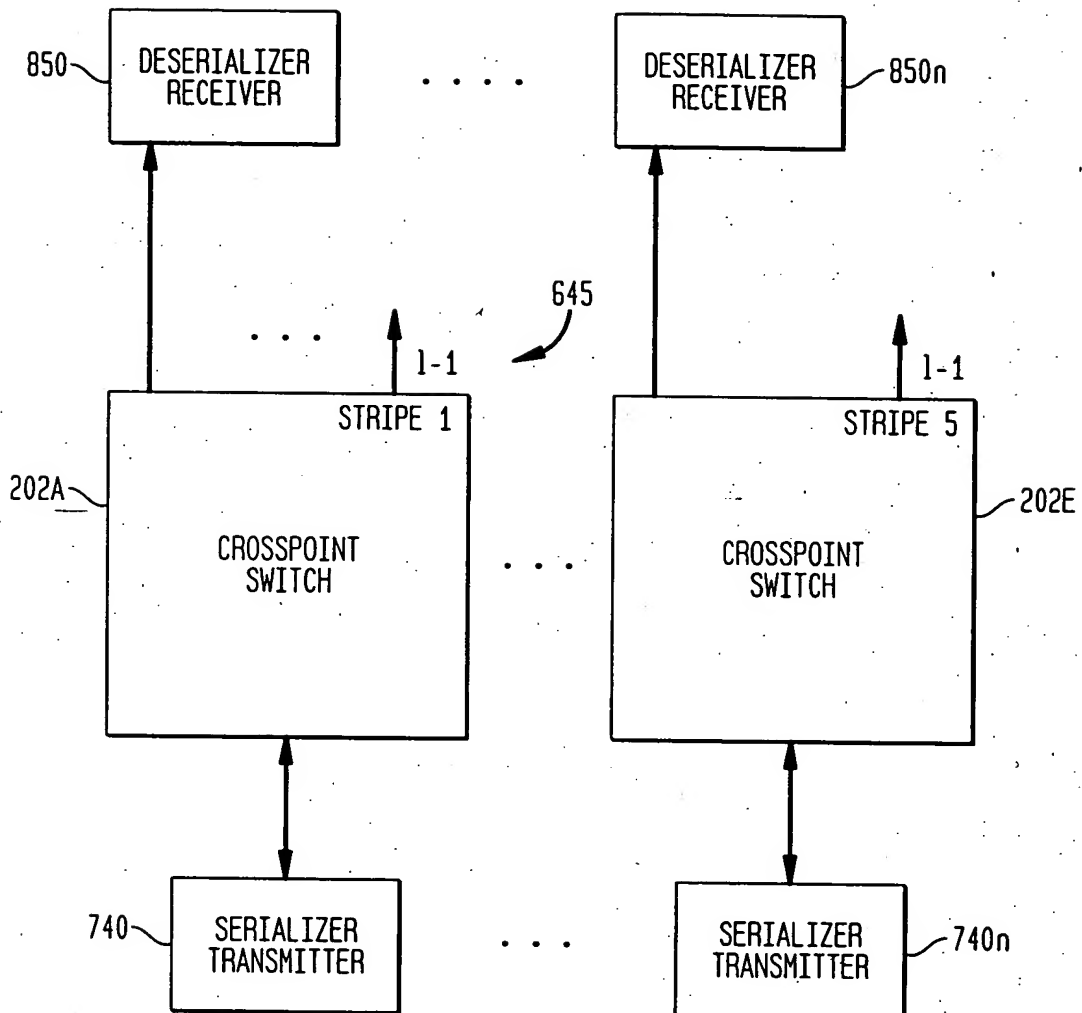 850
DESERIALIZER
RECEIVER
. . . .
DESERIALIZER
RECEIVER
850n
645
. . .
1-1
1-1
STRIPE 1
STRIPE 5
202A
CROSSPOINT
SWITCH
. . .
CROSSPOINT
SWITCH
202E
740
SERIALIZER
TRANSMITTER
. . .
SERIALIZER
TRANSMITTER
740n